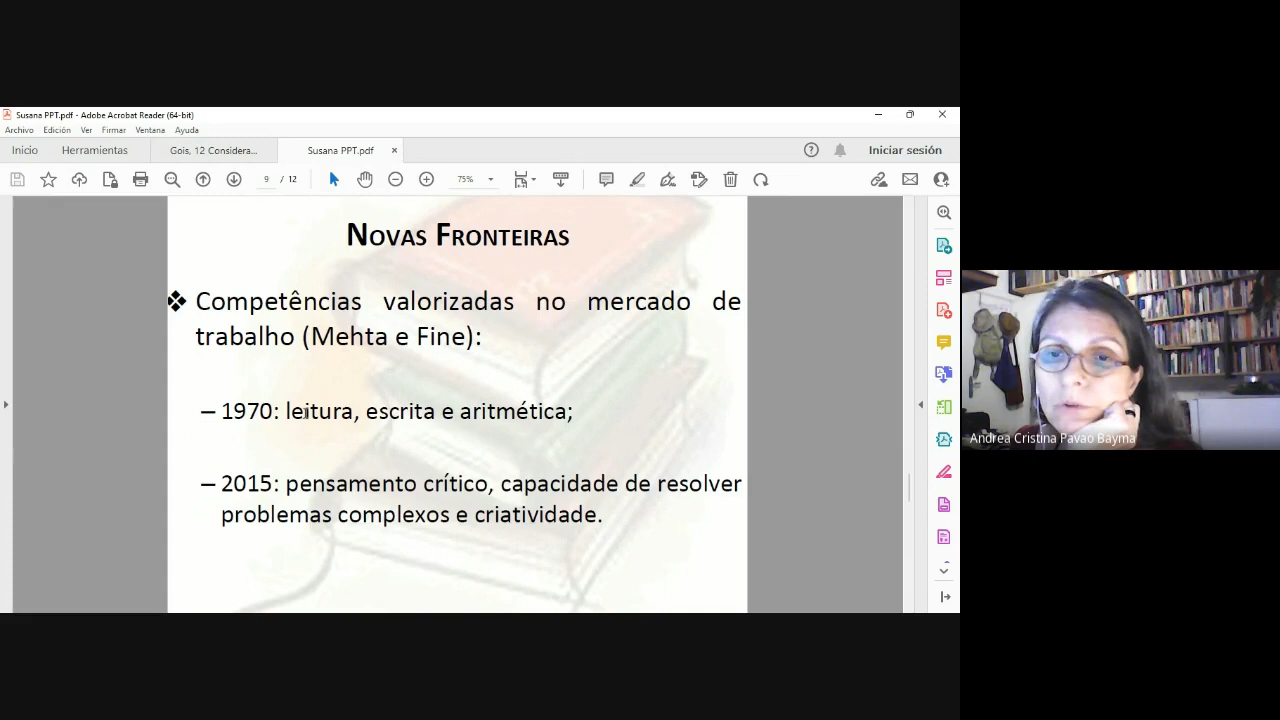 Susana PPT.pdf - Adobe Acrobat Reader (64-bit)
Archivo Edición Ver Firmar Ventana Ayuda
Inicio Herramientas Gois, 12 Considera... Susana PPT.pdf × Iniciar sesión
9 / 12 75%
NOVAS FRONTEIRAS
❖ Competências valorizadas no mercado de
trabalho (Mehta e Fine):
– 1970: leitura, escrita e aritmética;
– 2015: pensamento crítico, capacidade de resolver
problemas complexos e criatividade.
Andrea Cristina Pavao Bayma